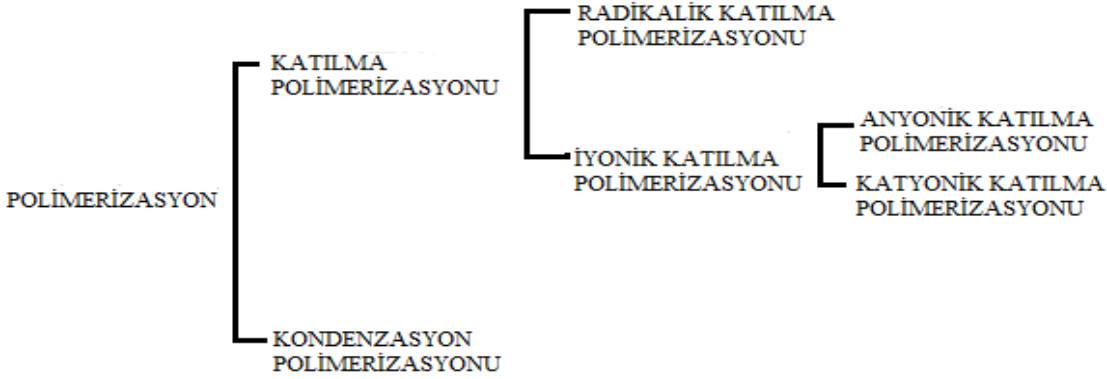 RADİKALİK KATILMA
POLİMERİZASYONU
KATILMA
POLİMERİZASYONU
ANYONİK KATILMA
POLİMERİZASYONU
İYONİK KATILMA
POLİMERİZASYONU
KATYONİK KATILMA
POLİMERİZASYONU
POLİMERİZASYON
KONDENZASYON
POLİMERİZASYONU